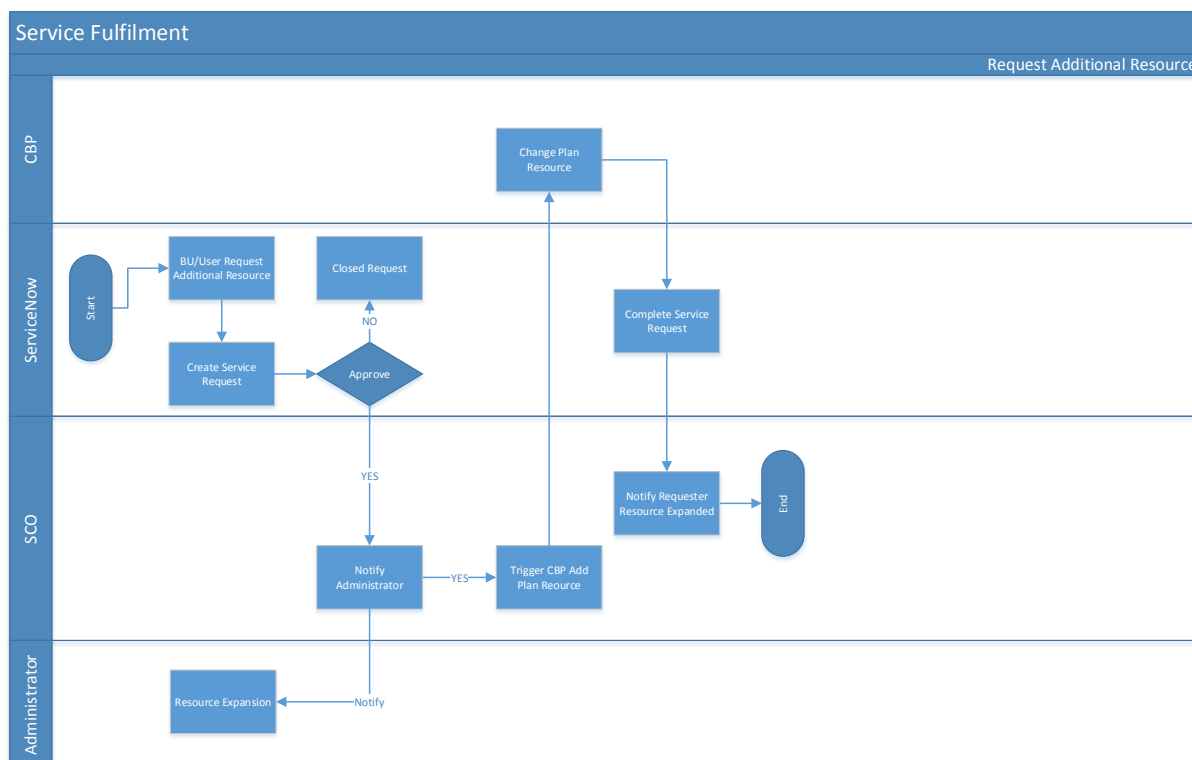 Service Fulfilment
Request Additional Resource
CBP
Change Plan
Resource
ServiceNow
Start
BU/User Request
Additional Resource
Closed Request
NO
Create Service
Request
Approve
Complete Service
Request
SCO
YES
Notify Requester
Resource Expanded
End
Notify
Administrator
YES
Trigger CBP Add
Plan Reource
Administrator
Resource Expansion
Notify